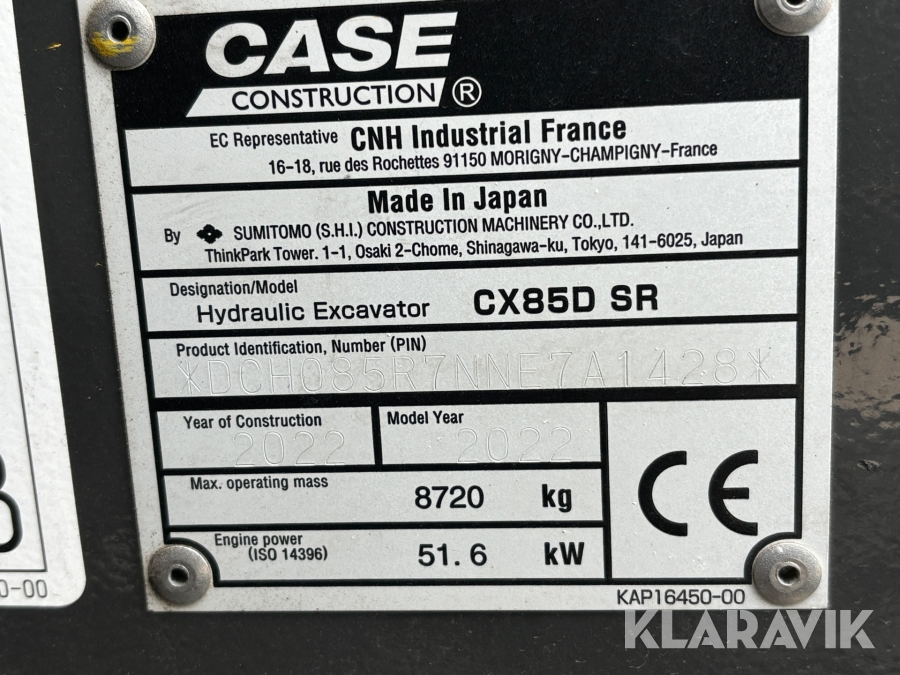 CASE
CONSTRUCTION ®
EC Representative CNH Industrial France
16-18, rue des Rochettes 91150 MORIGNY-CHAMPIGNY-France
Made In Japan
By SUMITOMO (S.H.I.) CONSTRUCTION MACHINERY CO.,LTD.
ThinkPark Tower. 1-1, Osaki 2-Chome, Shinagawa-ku, Tokyo, 141-6025, Japan
Designation/Model
Hydraulic Excavator CX85D SR
Product Identification, Number (PIN)
*DCH085R7NNE7A1428*
Year of Construction Model Year
2022 2022
Max. operating mass
8720 kg
Engine power
(ISO 14396) 51.6 kW
CE
KAP16450-00
0-00
KLARAVIK